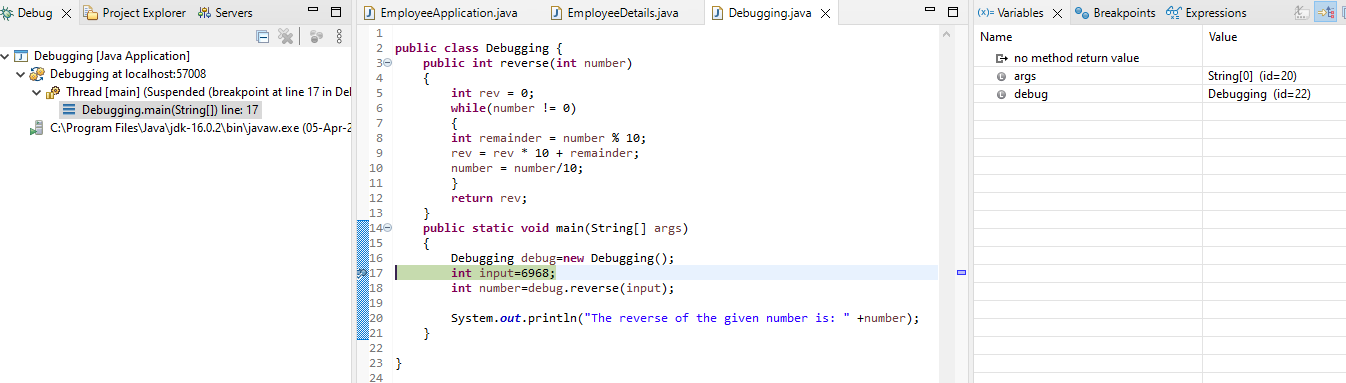 Debug
Project Explorer
Servers
Debugging [Java Application]
Debugging at localhost:57008
Thread [main] (Suspended (breakpoint at line 17 in Del
Debugging.main(String[]) line: 17
C:\Program Files\Java\jdk-16.0.2\bin\javaw.exe (05-Apr-2
EmployeeApplication.java
EmployeeDetails.java
Debugging.java
1
2 public class Debugging {
3 public int reverse(int number)
4 {
5 int rev = 0;
6 while(number != 0)
7 {
8 int remainder = number % 10;
9 rev = rev * 10 + remainder;
10 number = number/10;
11 }
12 return rev;
13 }
14 public static void main(String[] args)
15 {
16 Debugging debug=new Debugging();
17 int input=6968;
18 int number=debug.reverse(input);
19
20 System.out.println("The reverse of the given number is: " +number);
21 }
22
23 }
24
(x)= Variables
Breakpoints
Expressions
Name Value
no method return value
args String[0] (id=20)
debug Debugging (id=22)